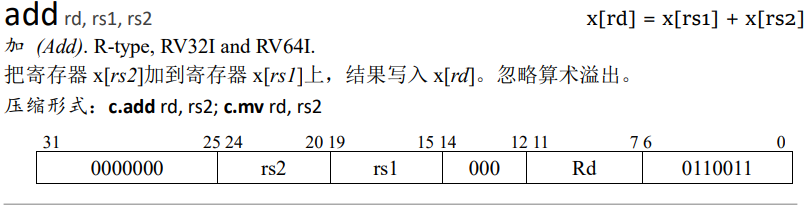 add rd, rs1, rs2 x[rd] = x[rs1] + x[rs2]
加 (Add). R-type, RV32I and RV64I.
把寄存器 x[rs2]加到寄存器 x[rs1]上，结果写入 x[rd]。忽略算术溢出。
压缩形式：c.add rd, rs2; c.mv rd, rs2
31 25 24 20 19 15 14 12 11 7 6 0
0000000 rs2 rs1 000 Rd 0110011